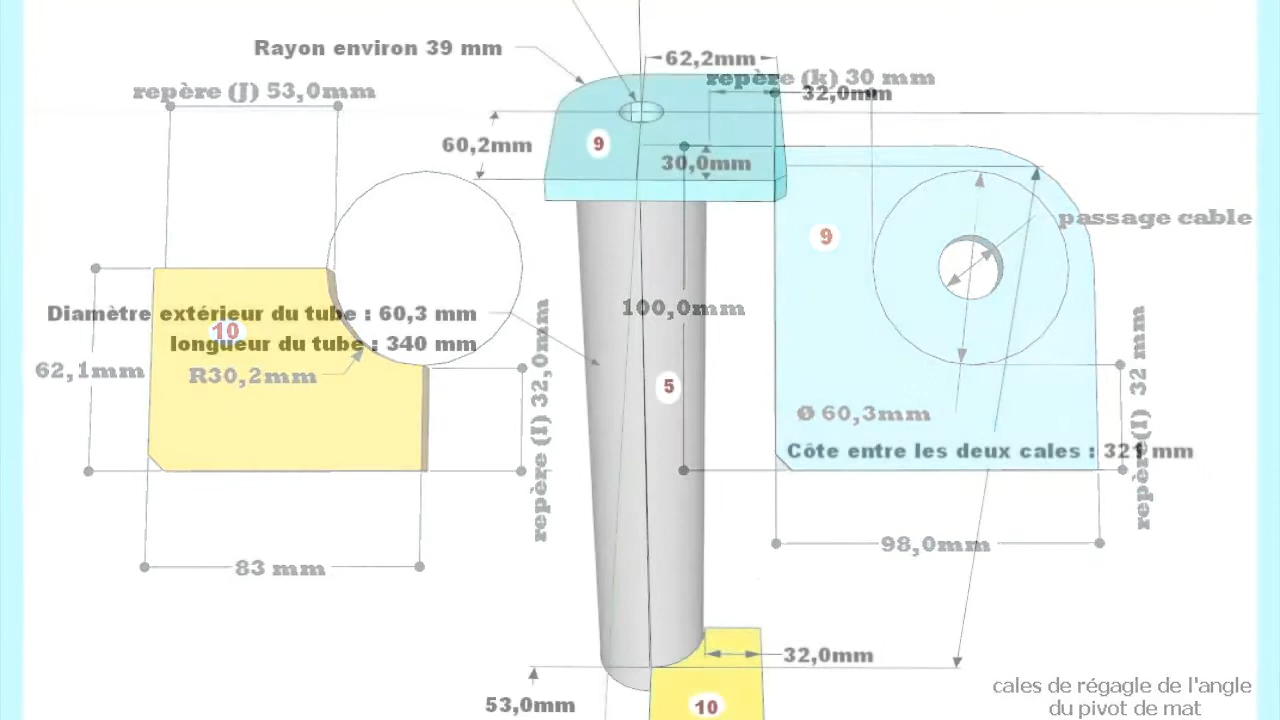 Rayon environ 39 mm
62,2mm
repère (k) 30 mm
32,0mm
repère (J) 53,0mm
60,2mm
9
30,0mm
passage cable
9
Diamètre extérieur du tube : 60,3 mm
longueur du tube : 340 mm
10
100,0mm
62,1mm
R30,2mm
repère (I) 32,0mm
5
repère(I) 32 mm
Ø 60,3mm
Côte entre les deux cales : 321 mm
98,0mm
83 mm
32,0mm
53,0mm
10
cales de régagle de l'angle
du pivot de mat